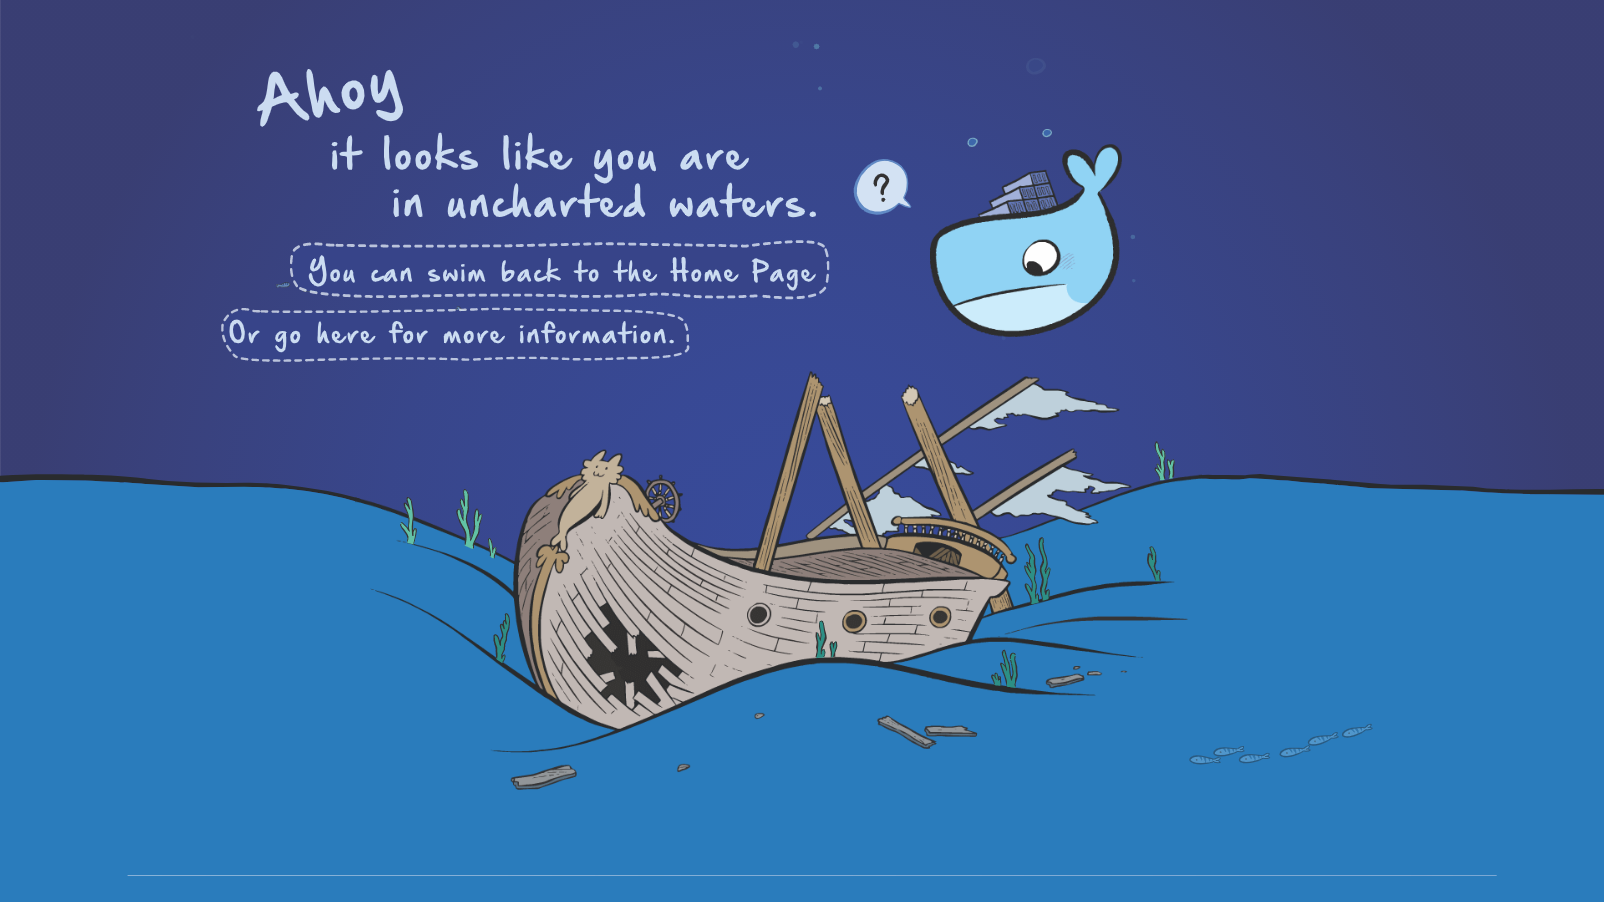 Ahoy
it looks like you are
in uncharted waters.
?
You can swim back to the Home Page
Or go here for more information.